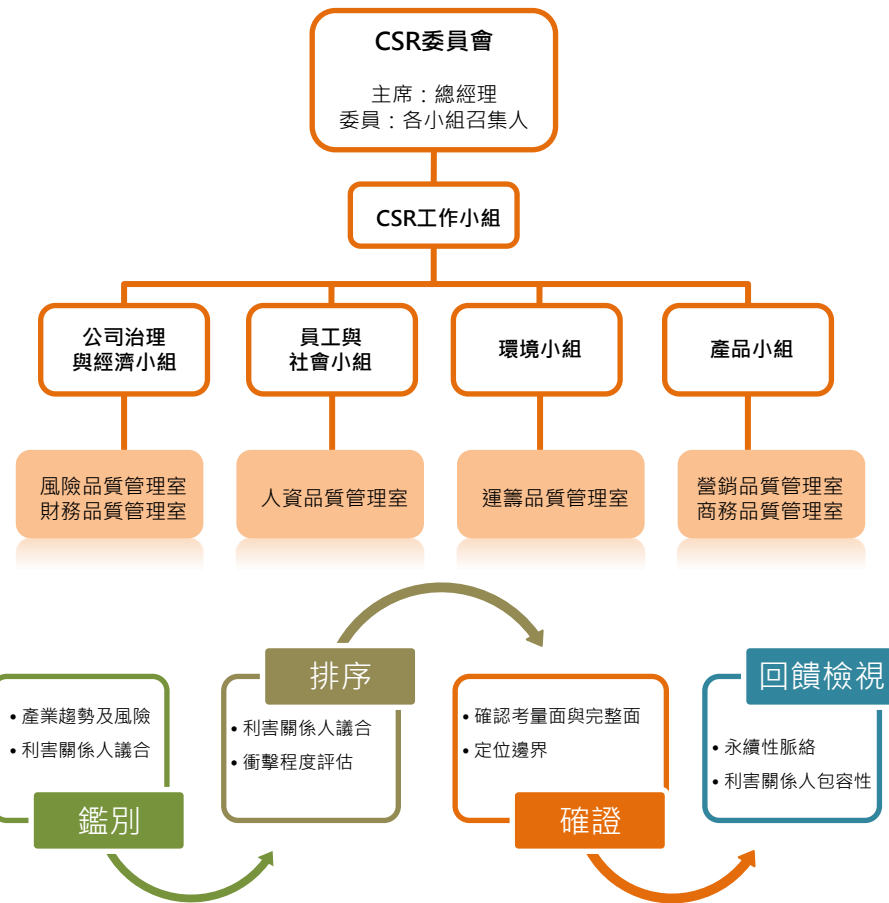 CSR委員會
主席：總經理
委員：各小組召集人
CSR工作小組
公司治理
與經濟小組
員工與
社會小組
環境小組
產品小組
風險品質管理室
財務品質管理室
人資品質管理室
運籌品質管理室
營銷品質管理室
商務品質管理室
• 產業趨勢及風險
• 利害關係人議合
鑑別
排序
• 利害關係人議合
• 衝擊程度評估
• 確認考量面與完整面
• 定位邊界
確證
回饋檢視
• 永續性脈絡
• 利害關係人包容性